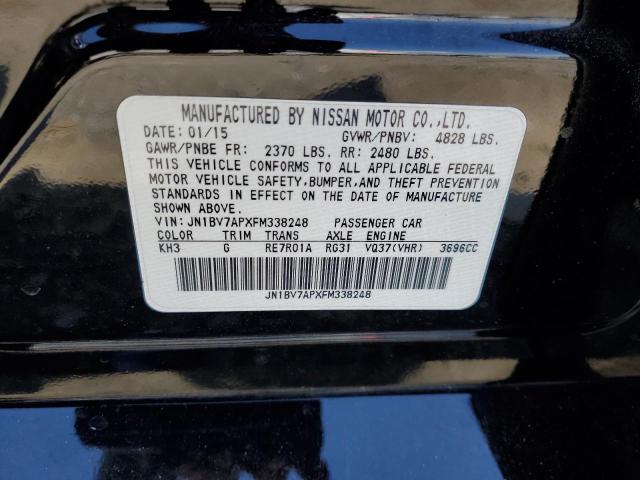 MANUFACTURED BY NISSAN MOTOR CO.,LTD.
DATE: 01/15 GVWR/PNBV: 4828 LBS.
GAWR/PNBE FR: 2370 LBS. RR: 2480 LBS.
THIS VEHICLE CONFORMS TO ALL APPLICABLE FEDERAL
MOTOR VEHICLE SAFETY, BUMPER, AND THEFT PREVENTION
STANDARDS IN EFFECT ON THE DATE OF MANUFACTURE
SHOWN ABOVE.
VIN: JN1BV7APXFM338248 PASSENGER CAR
COLOR TRIM TRANS AXLE ENGINE
KH3 G RE7R01A RG31 VQ37(VHR) 3696CC
JN1BV7APXFM338248